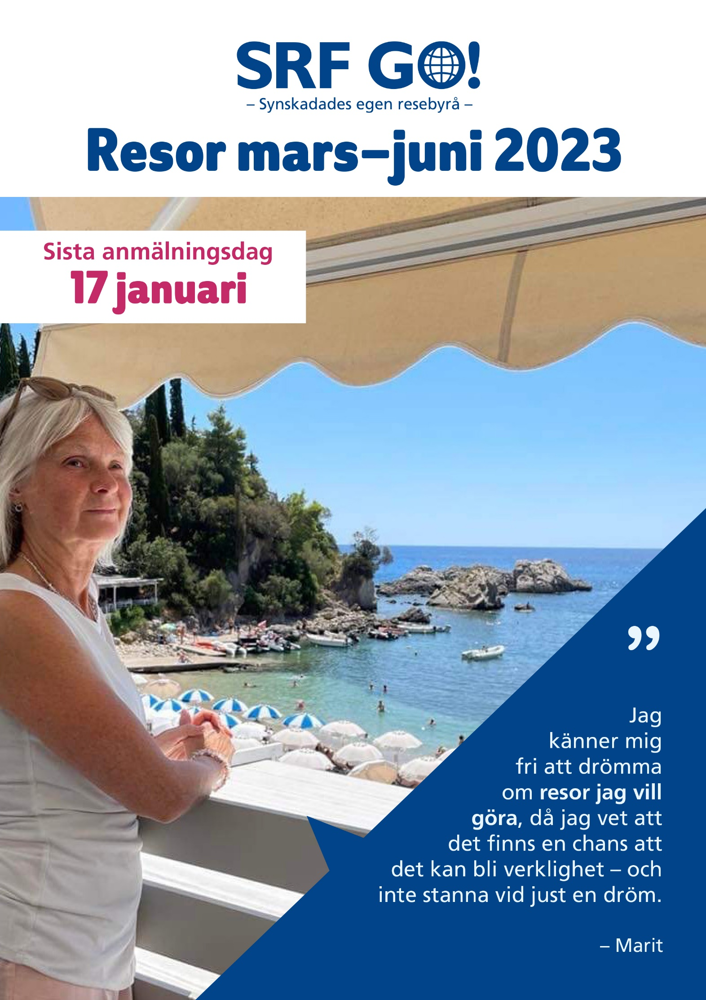 SRF GO!
– Synskadades egen resebyrå –
Resor mars–juni 2023
Sista anmälningsdag
17 januari
”
Jag
känner mig
fri att drömma
om resor jag vill
göra, då jag vet att
det finns en chans att
det kan bli verklighet – och
inte stanna vid just en dröm.
– Marit